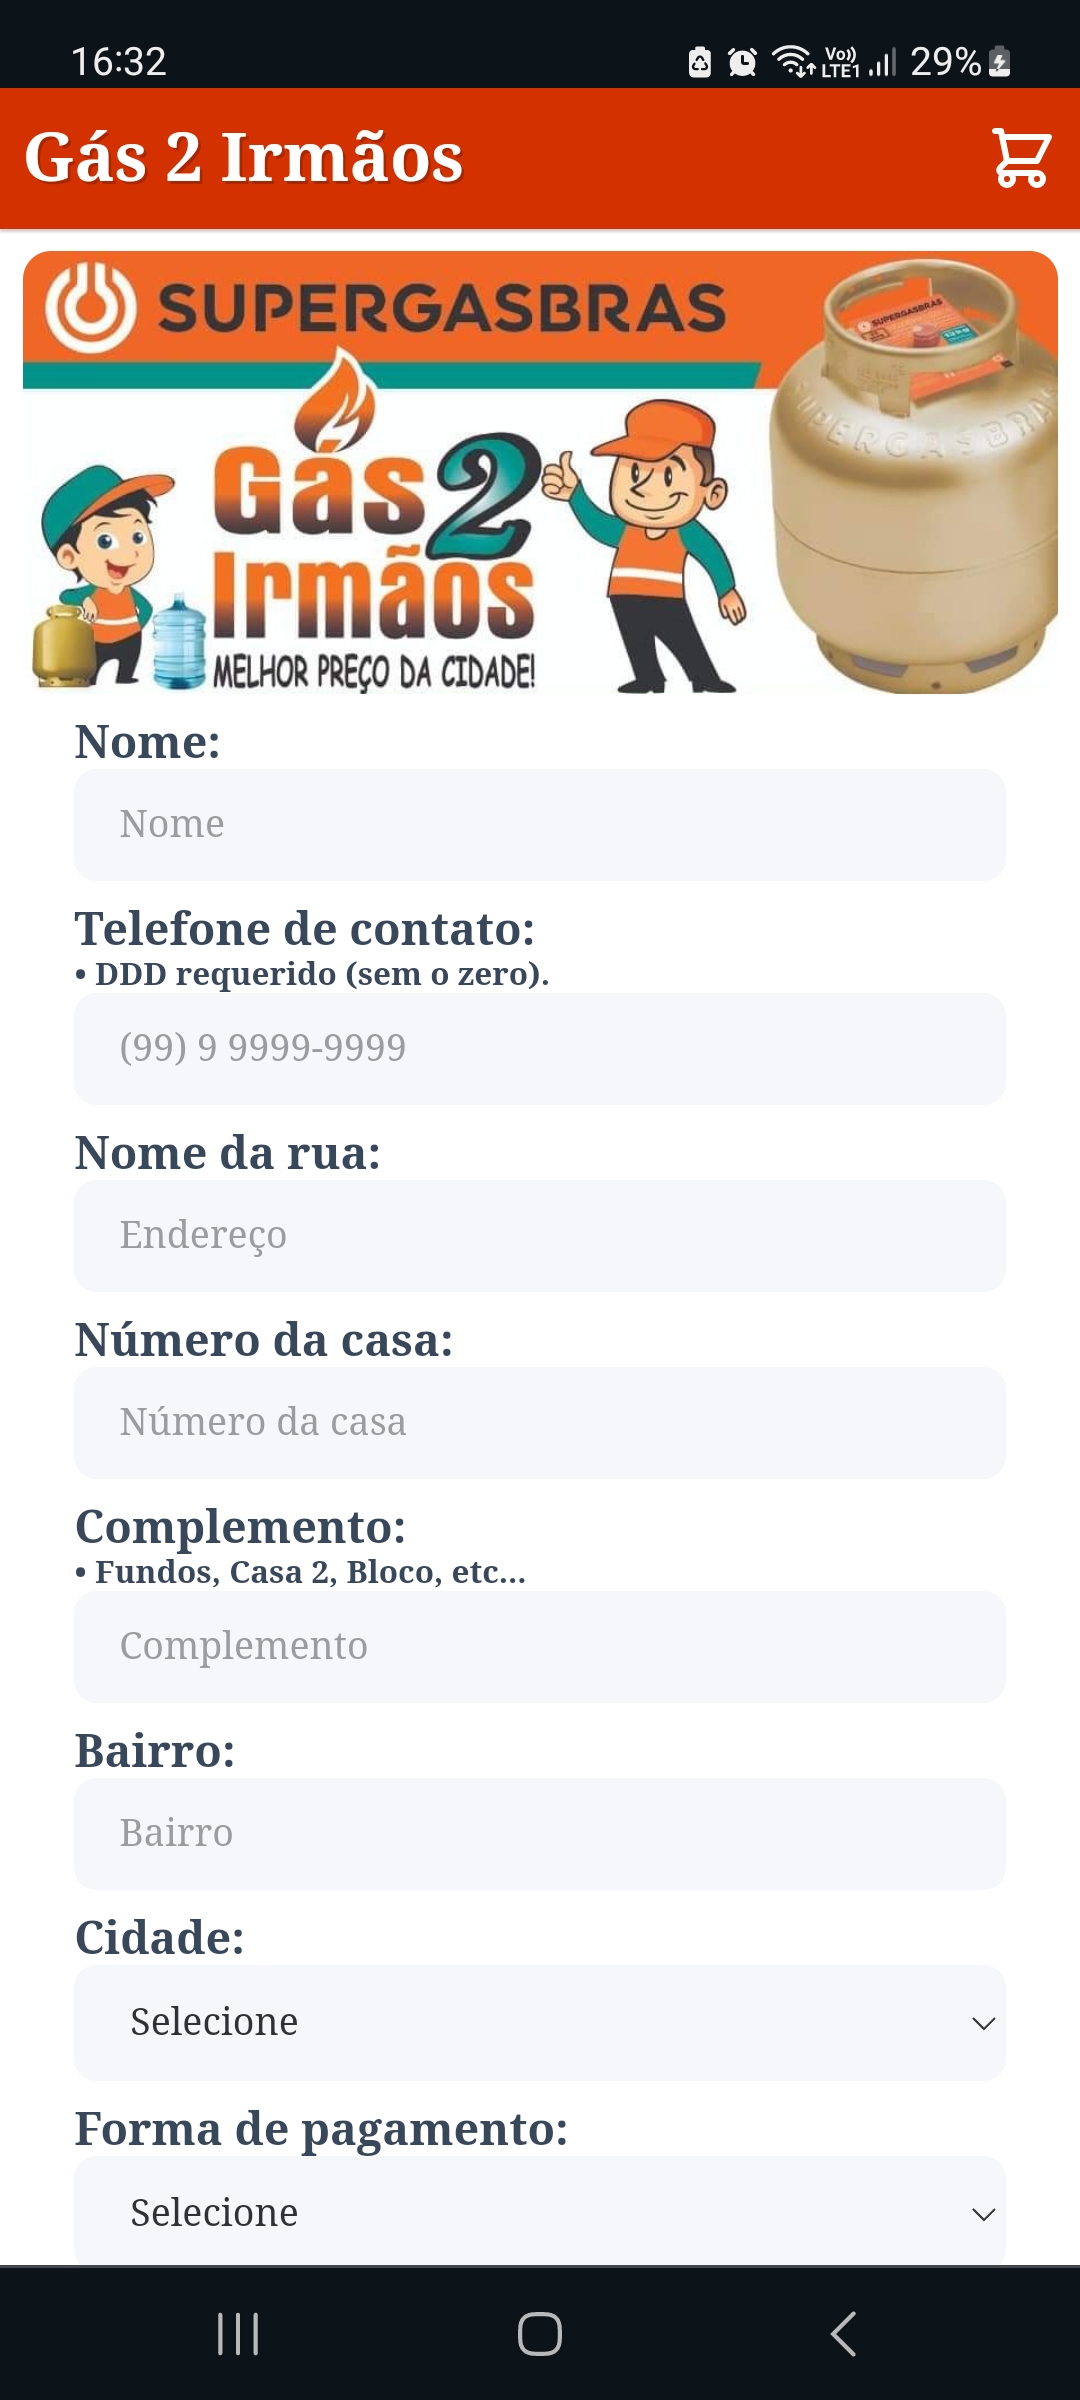 16:32
Vo))
LTE1
29%
Gás 2 Irmãos
SUPERGASBRAS
SUPERGASBRAS
SUPERGASBRAS
Gás 2
Irmãos
MELHOR PREÇO DA CIDADE!
Nome:
Nome
Telefone de contato:
• DDD requerido (sem o zero).
(99) 9 9999-9999
Nome da rua:
Endereço
Número da casa:
Número da casa
Complemento:
• Fundos, Casa 2, Bloco, etc...
Complemento
Bairro:
Bairro
Cidade:
Selecione
Forma de pagamento:
Selecione